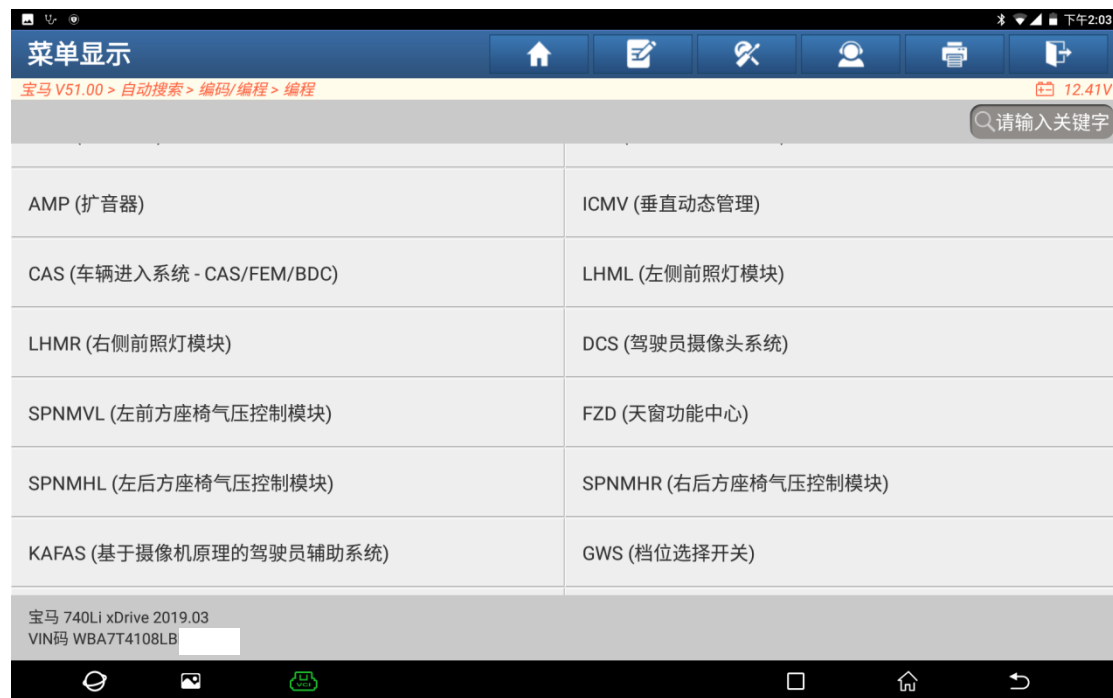 下午2:03
菜单显示
宝马 V51.00 > 自动搜索 > 编码/编程 > 编程
12.41V
请输入关键字
AMP (扩音器)
ICMV (垂直动态管理)
CAS (车辆进入系统 - CAS/FEM/BDC)
LHML (左侧前照灯模块)
LHMR (右侧前照灯模块)
DCS (驾驶员摄像头系统)
SPNMVL (左前方座椅气压控制模块)
FZD (天窗功能中心)
SPNMHL (左后方座椅气压控制模块)
SPNMHR (右后方座椅气压控制模块)
KAFAS (基于摄像机原理的驾驶员辅助系统)
GWS (档位选择开关)
宝马 740Li xDrive 2019.03
VIN码 WBA7T4108LB
VCI